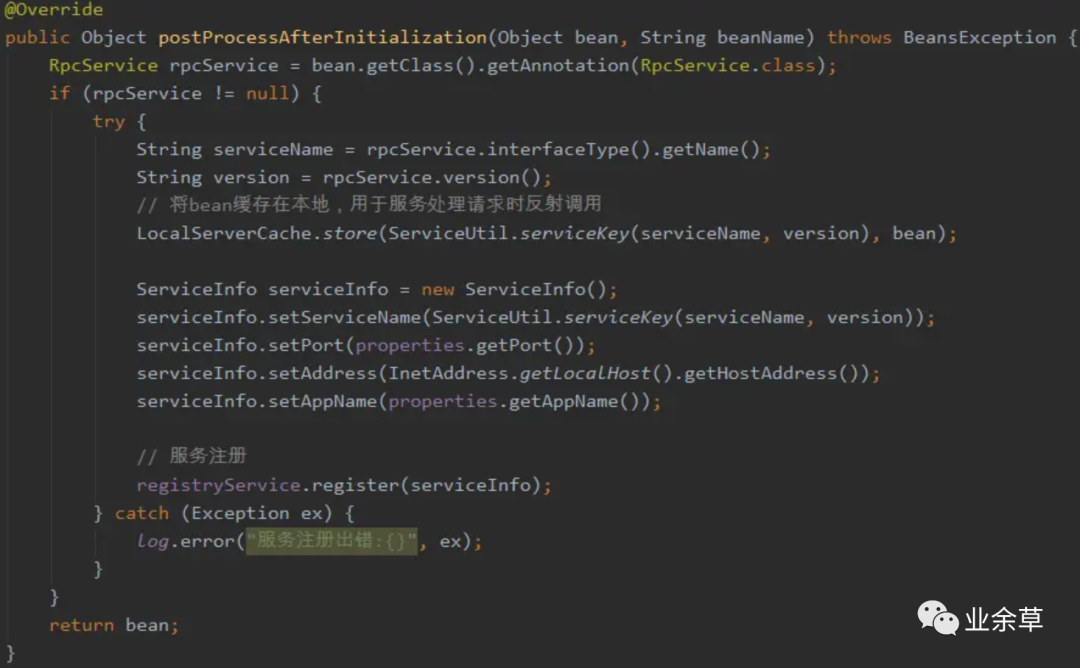 @Override
public Object postProcessAfterInitialization(Object bean, String beanName) throws BeansException {
    RpcService rpcService = bean.getClass().getAnnotation(RpcService.class);
    if (rpcService != null) {
        try {
            String serviceName = rpcService.interfaceType().getName();
            String version = rpcService.version();
            // 将bean缓存在本地，用于服务处理请求时反射调用
            LocalServerCache.store(ServiceUtil.serviceKey(serviceName, version), bean);

            ServiceInfo serviceInfo = new ServiceInfo();
            serviceInfo.setServiceName(ServiceUtil.serviceKey(serviceName, version));
            serviceInfo.setPort(properties.getPort());
            serviceInfo.setAddress(InetAddress.getLocalHost().getHostAddress());
            serviceInfo.setAppName(properties.getAppName());

            // 服务注册
            registryService.register(serviceInfo);
        } catch (Exception ex) {
            log.error("服务注册出错:{}", ex);
        }
    }
    return bean;
}
业余草